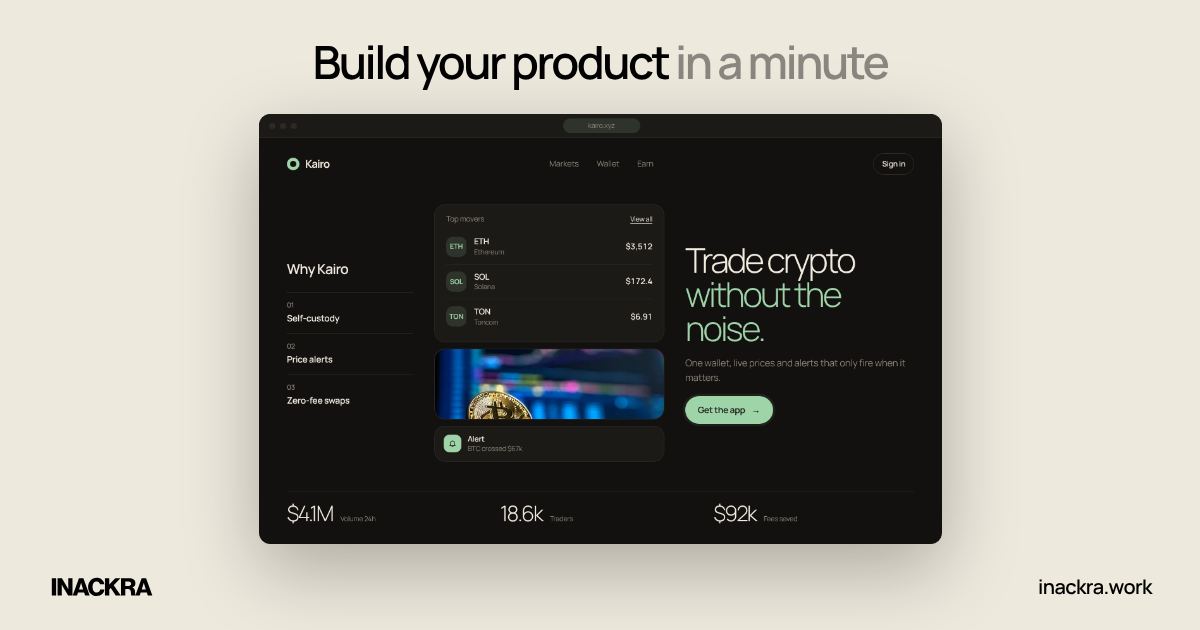 Build your product in a minute
kairo.xyz
Kairo
Markets Wallet Earn
Sign in
Why Kairo
01
Self-custody
02
Price alerts
03
Zero-fee swaps
Top movers View all
ETH ETH $3,512
Ethereum
SOL SOL $172.4
Solana
TON TON $6.91
Toncoin
Alert
BTC crossed $67k
Trade crypto
without the
noise.
One wallet, live prices and alerts that only fire when it
matters.
Get the app →
$4.1M Volume 24h
18.6k Traders
$92k Fees saved
INACKRA
inackra.work